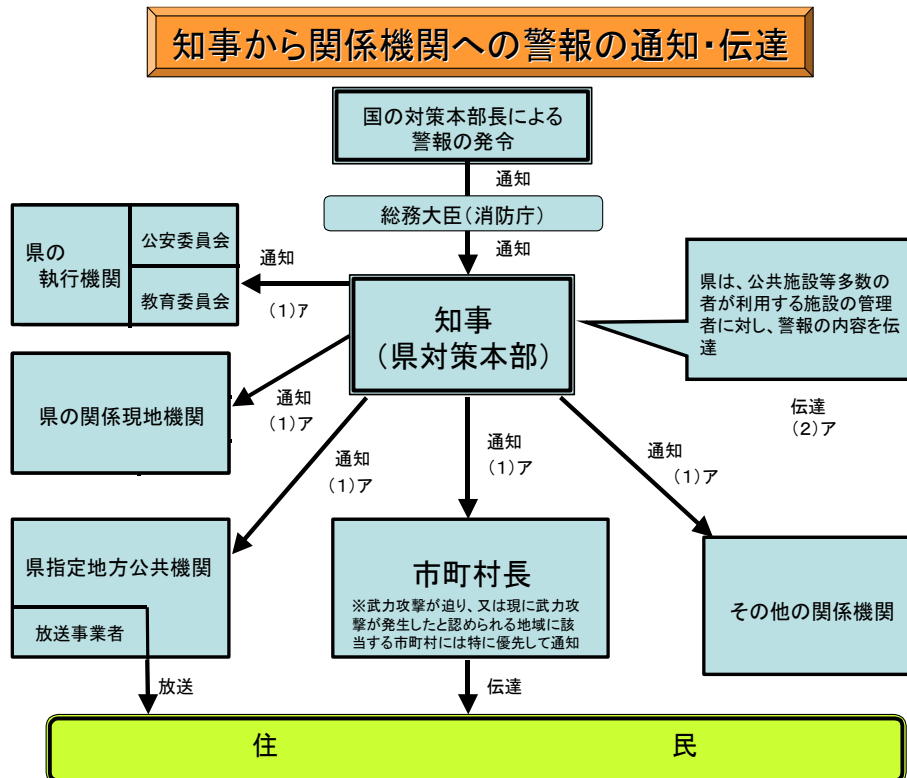 知事から関係機関への警報の通知・伝達
国の対策本部長による
警報の発令
通知
総務大臣(消防庁)
通知
県の
執行機関
公安委員会
教育委員会
通知
(1)ア
知事
(県対策本部)
県は、公共施設等多数の
者が利用する施設の管理
者に対し、警報の内容を伝
達
伝達
(2)ア
県の関係現地機関
通知
(1)ア
通知
(1)ア
通知
(1)ア
通知
(1)ア
県指定地方公共機関
放送事業者
市町村長
※武力攻撃が迫り、又は現に武力攻
撃が発生したと認められる地域に該
当する市町村には特に優先して通知
その他の関係機関
放送
伝達
住 民